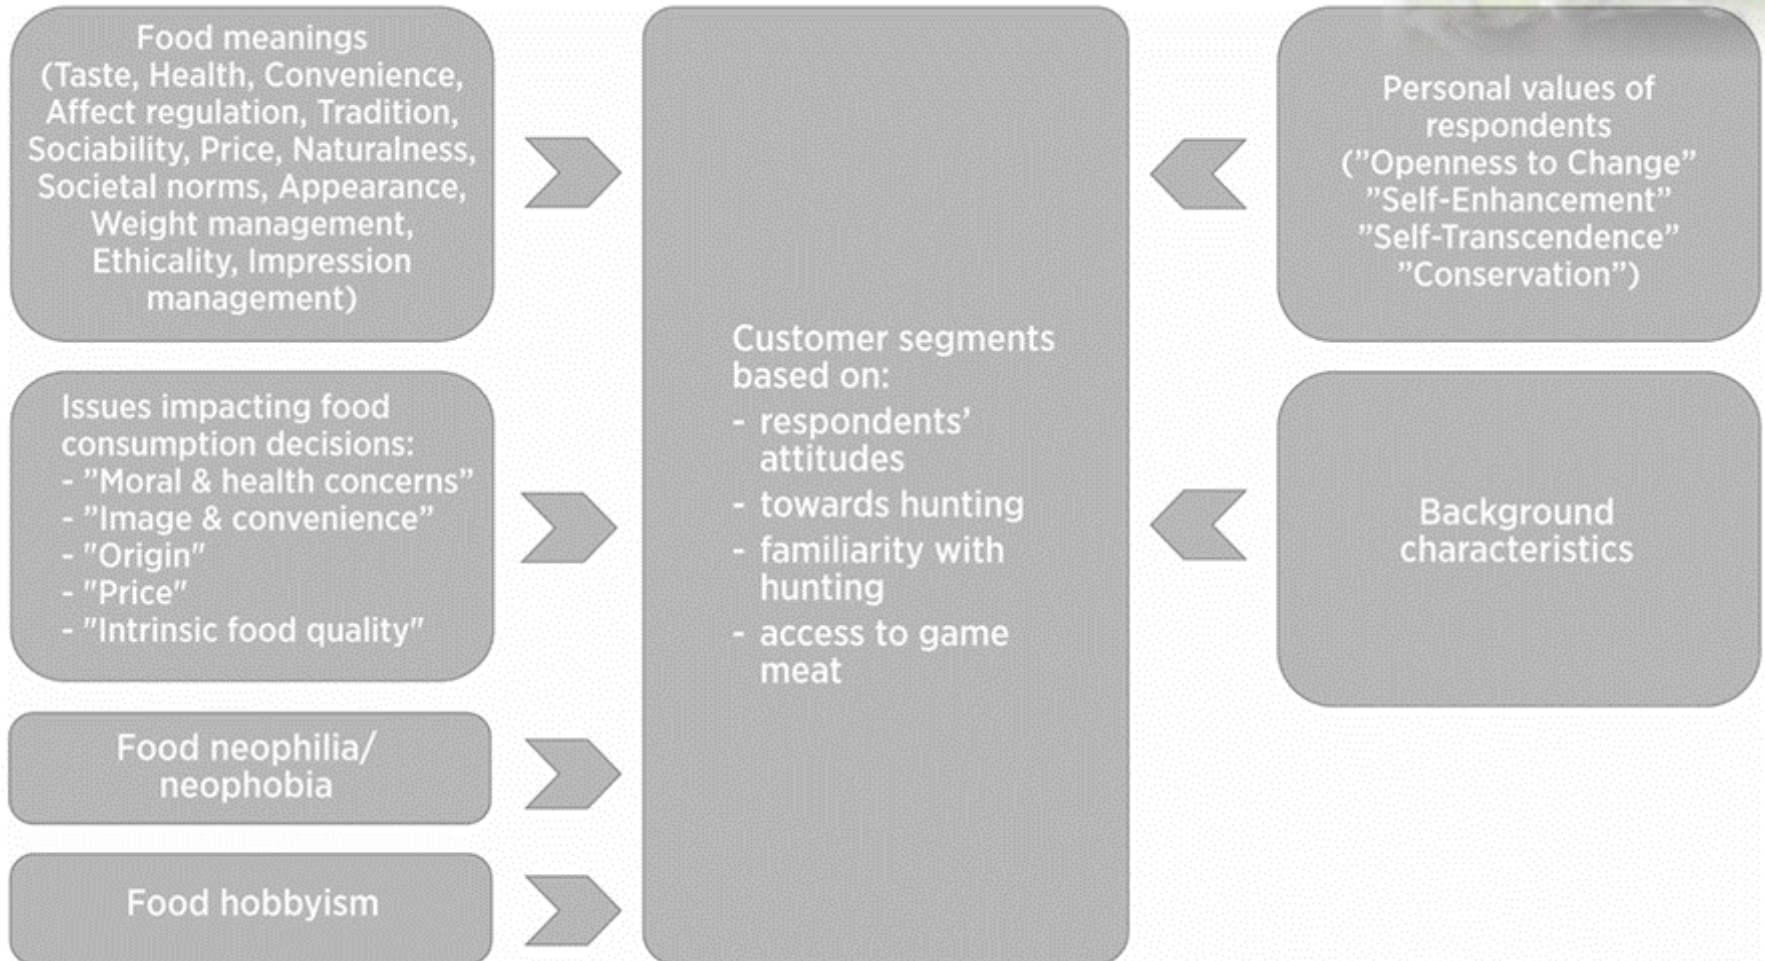 Food meanings
(Taste, Health, Convenience,
Affect regulation, Tradition,
Sociability, Price, Naturalness,
Societal norms, Appearance,
Weight management,
Ethicality, Impression
management)
Issues impacting food
consumption decisions:
- ”Moral & health concerns”
- ”Image & convenience”
- "Origin"
- "Price"
- "Intrinsic food quality"
Food neophilia/
neophobia
Food hobbyism
Customer segments
based on:
- respondents’
attitudes
- towards hunting
- familiarity with
hunting
- access to game
meat
Personal values of
respondents
(”Openness to Change”
”Self-Enhancement”
”Self-Transcendence”
”Conservation”)
Background
characteristics